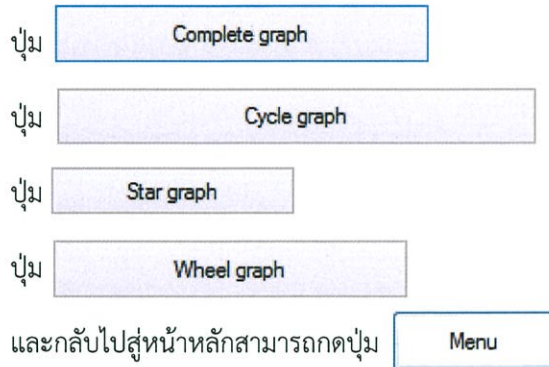 ปุ่ม Complete graph
ปุ่ม Cycle graph
ปุ่ม Star graph
ปุ่ม Wheel graph
และกลับไปสู่หน้าหลักสามารถกดปุ่ม Menu